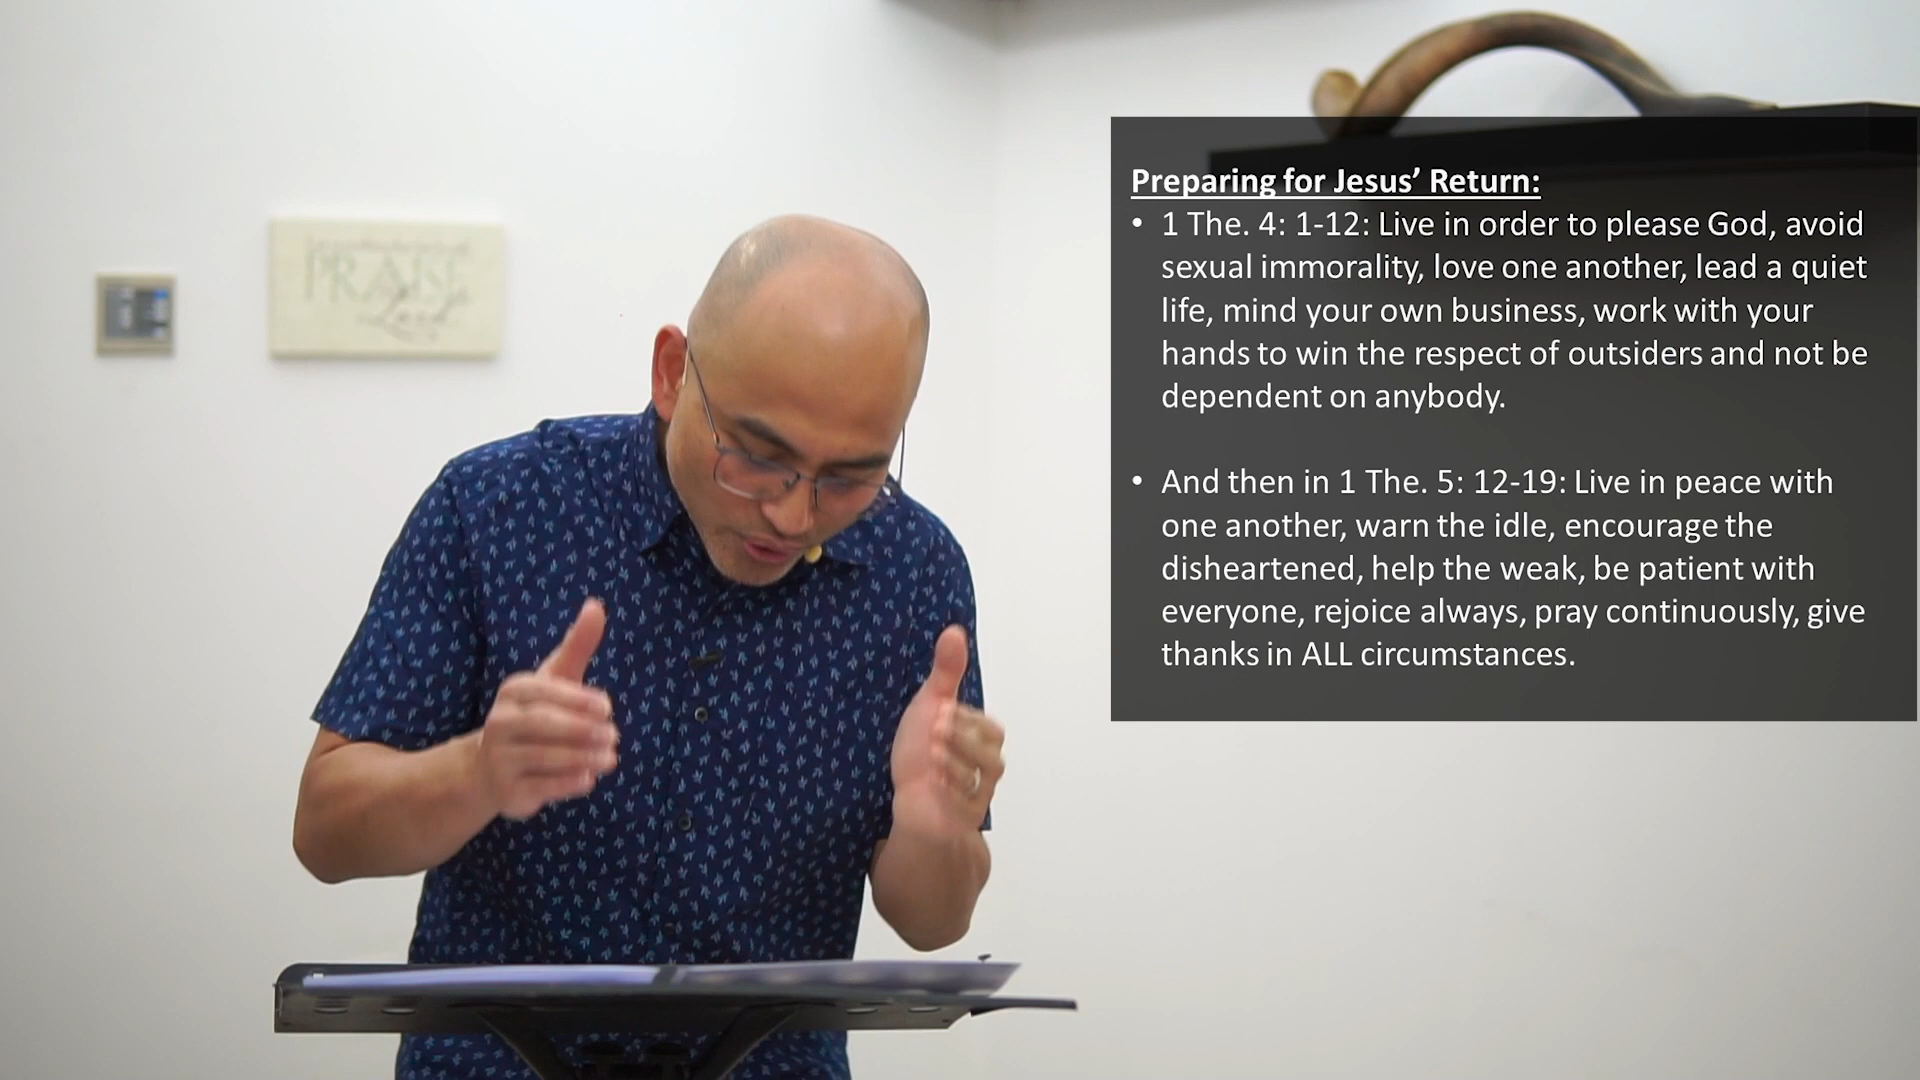 PRAISE
Lord
Preparing for Jesus’ Return:
• 1 The. 4: 1-12: Live in order to please God, avoid
sexual immorality, love one another, lead a quiet
life, mind your own business, work with your
hands to win the respect of outsiders and not be
dependent on anybody.
• And then in 1 The. 5: 12-19: Live in peace with
one another, warn the idle, encourage the
disheartened, help the weak, be patient with
everyone, rejoice always, pray continuously, give
thanks in ALL circumstances.